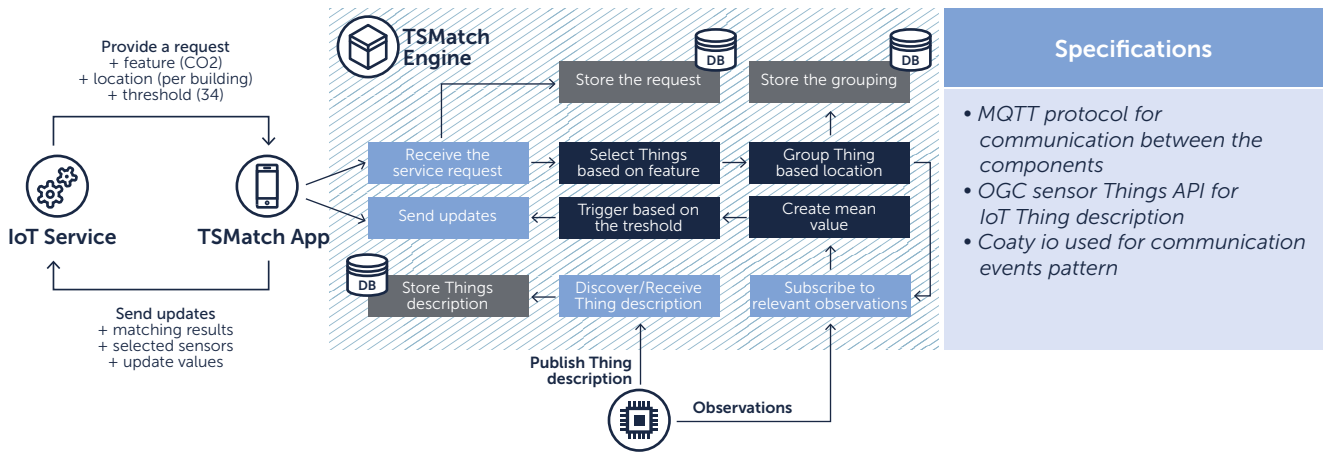 Provide a request
+ feature (CO2)
+ location (per building)
+ threshold (34)
IoT Service
TSMatch App
Send updates
+ matching results
+ selected sensors
+ update values
TSMatch
Engine
DB
Store the request
DB
Store the grouping
Receive the
service request
Select Things
based on feature
Group Thing
based location
Send updates
Trigger based on
the treshold
Create mean
value
DB
Store Things
description
Discover/Receive
Thing description
Subscribe to
relevant observations
Publish Thing
description
Observations
Specifications
• MQTT protocol for
communication between the
components
• OGC sensor Things API for
IoT Thing description
• Coaty io used for communication
events pattern